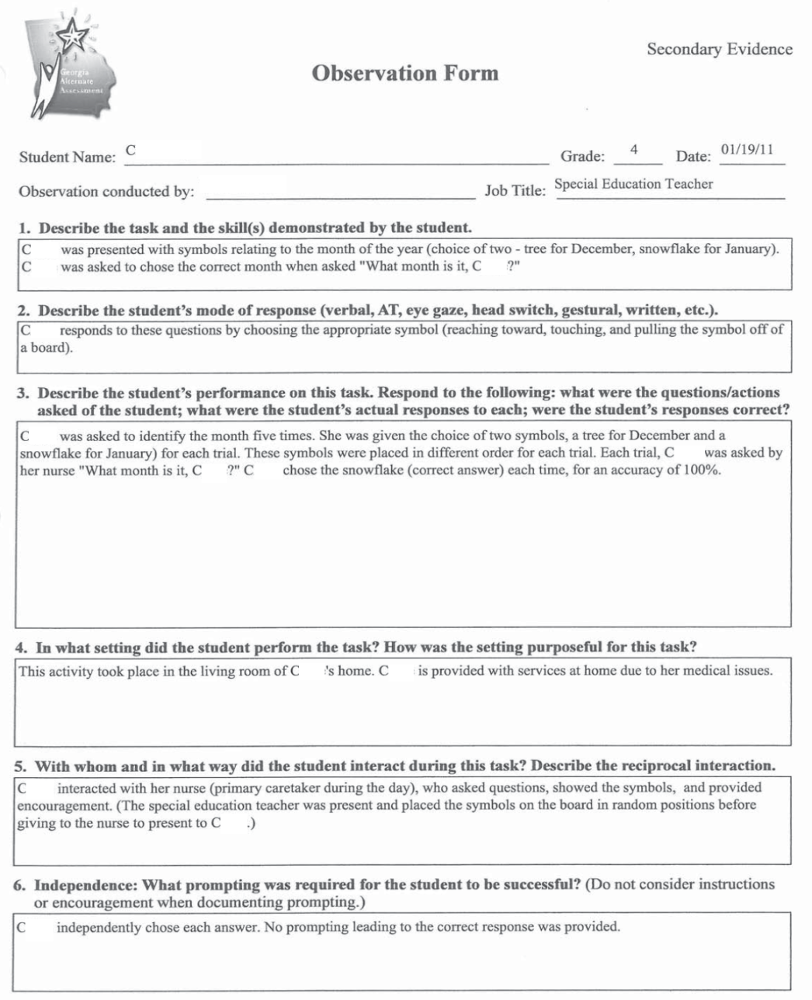 Georgia
Alternate
Assessment
Secondary Evidence
Observation Form
Student Name: C
Grade: 4 Date: 01/19/11
Observation conducted by:
Job Title: Special Education Teacher
1. Describe the task and the skill(s) demonstrated by the student.
C was presented with symbols relating to the month of the year (choice of two - tree for December, snowflake for January).
C was asked to chose the correct month when asked "What month is it, C ?"
2. Describe the student's mode of response (verbal, AT, eye gaze, head switch, gestural, written, etc.).
C responds to these questions by choosing the appropriate symbol (reaching toward, touching, and pulling the symbol off of
a board).
3. Describe the student's performance on this task. Respond to the following: what were the questions/actions
asked of the student; what were the student's actual responses to each; were the student's responses correct?
C was asked to identify the month five times. She was given the choice of two symbols, a tree for December and a
snowflake for January) for each trial. These symbols were placed in different order for each trial. Each trial, C was asked by
her nurse "What month is it, C ?" C chose the snowflake (correct answer) each time, for an accuracy of 100%.
4. In what setting did the student perform the task? How was the setting purposeful for this task?
This activity took place in the living room of C 's home. C is provided with services at home due to her medical issues.
5. With whom and in what way did the student interact during this task? Describe the reciprocal interaction.
C interacted with her nurse (primary caretaker during the day), who asked questions, showed the symbols, and provided
encouragement. (The special education teacher was present and placed the symbols on the board in random positions before
giving to the nurse to present to C .)
6. Independence: What prompting was required for the student to be successful? (Do not consider instructions
or encouragement when documenting prompting.)
C independently chose each answer. No prompting leading to the correct response was provided.